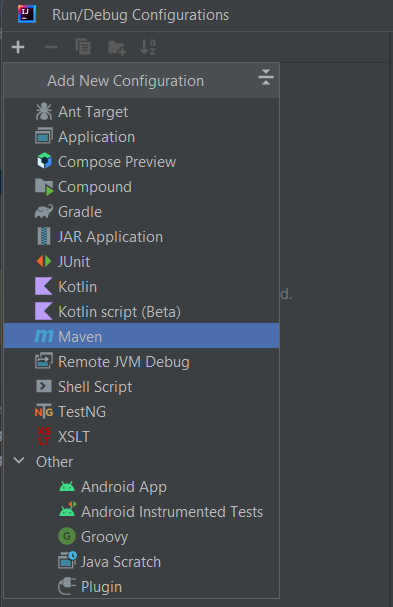 Run/Debug Configurations
Add New Configuration
Ant Target
Application
Compose Preview
Compound
Gradle
JAR Application
JUnit
Kotlin
d.
Kotlin script (Beta)
Maven
Remote JVM Debug
Shell Script
TestNG
XSLT
Other
Android App
Android Instrumented Tests
Groovy
Java Scratch
Plugin